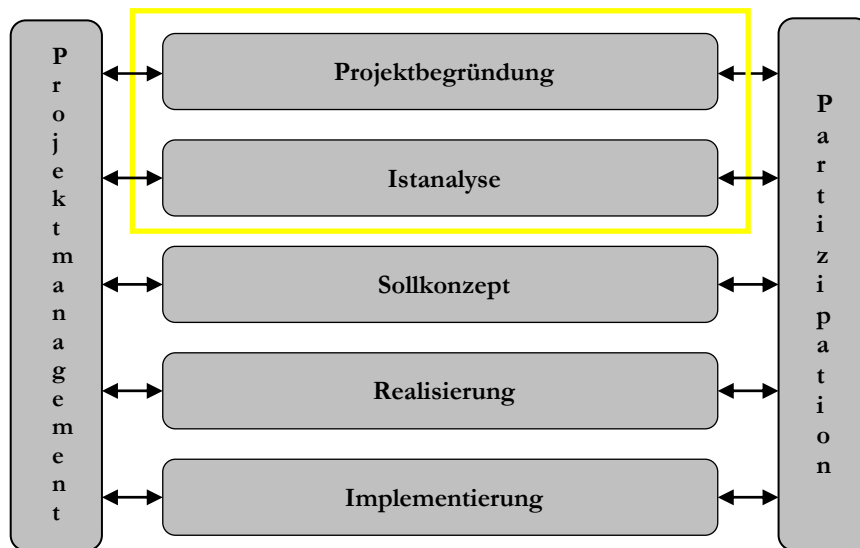 Projektmanagement
Projektbegründung
Istanalyse
Sollkonzept
Realisierung
Implementierung
Partizipation